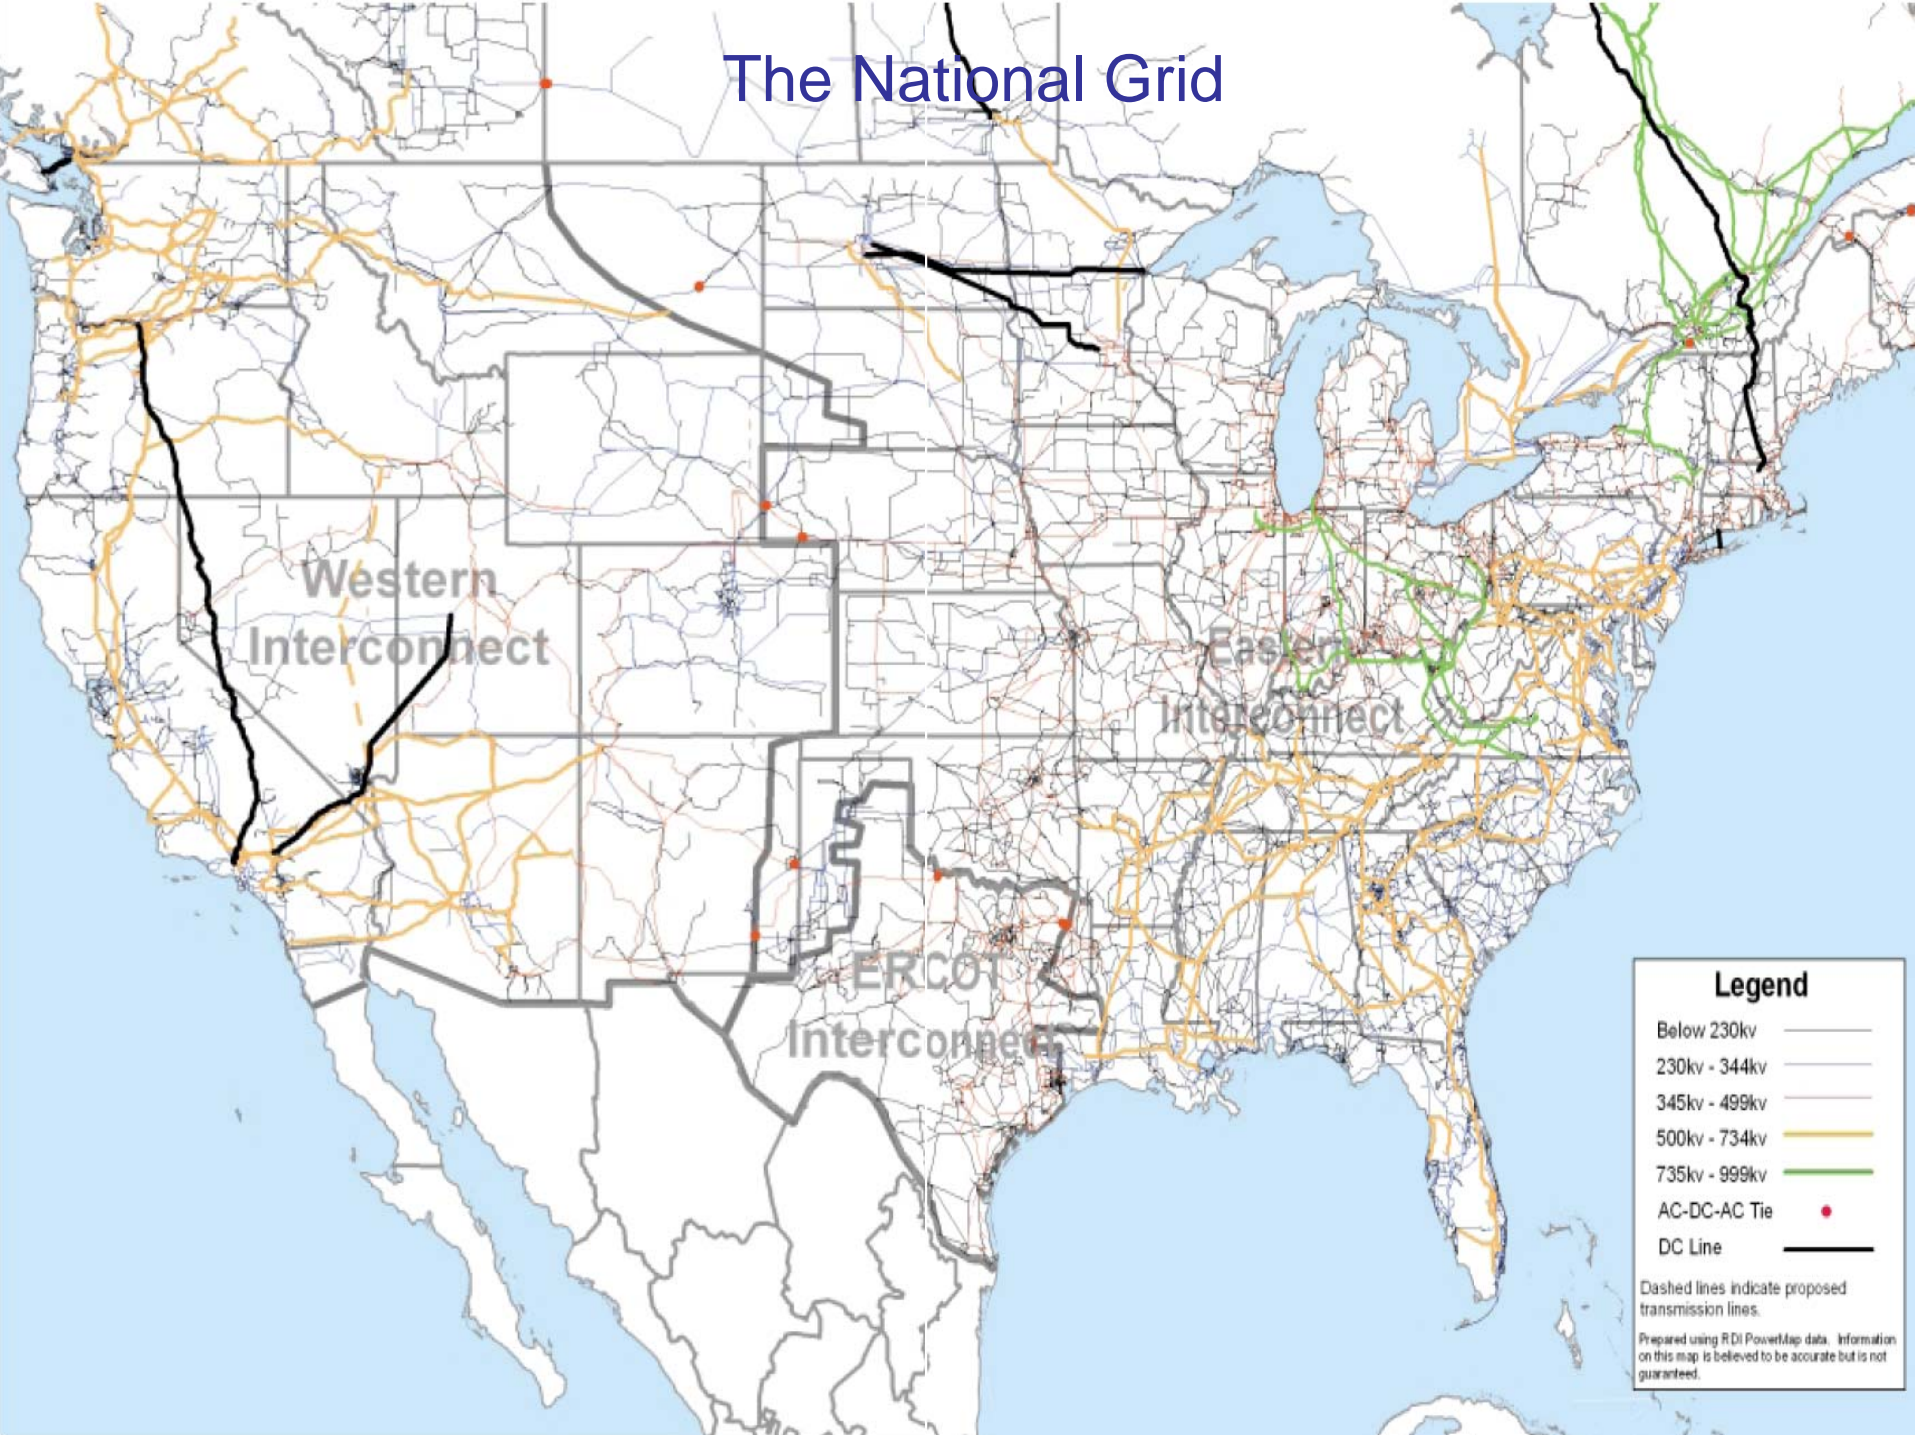 The National Grid
Western
Interconnect
Eastern
Interconnect
ERCOT
Interconnect
Legend
Below 230kv
230kv - 344kv
345kv - 499kv
500kv - 734kv
735kv - 999kv
AC-DC-AC Tie
DC Line
Dashed lines indicate proposed
transmission lines.
Prepared using RDI PowerMap data. Information
on this map is believed to be accurate but is not
guaranteed.